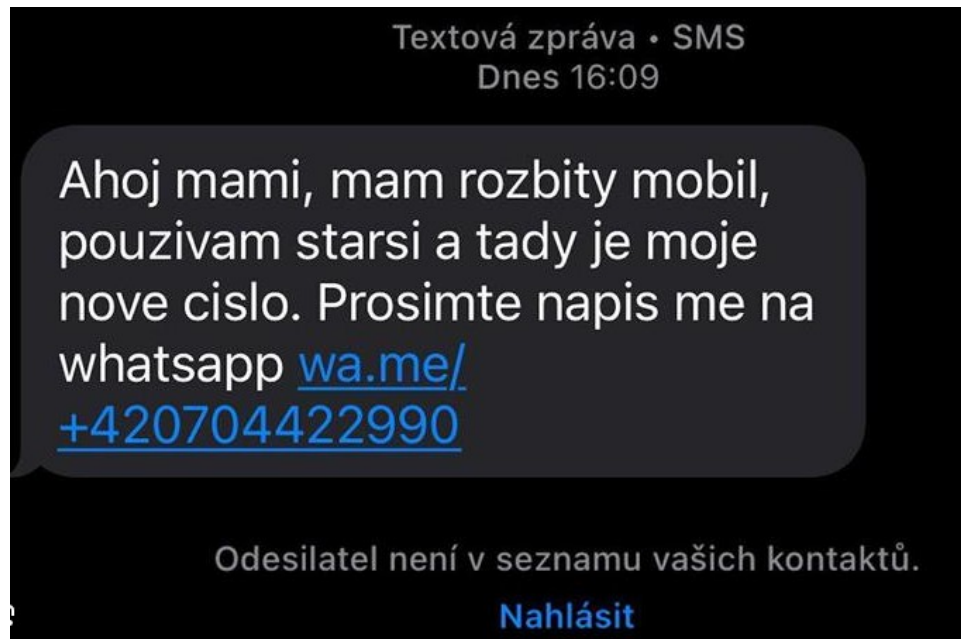 Textová zpráva • SMS
Dnes 16:09
Ahoj mami, mam rozbity mobil,
pouzivam starsi a tady je moje
nove cislo. Prosimte napis me na
whatsapp wa.me/
+420704422990
Odesilatel není v seznamu vašich kontaktů.
Nahlásit